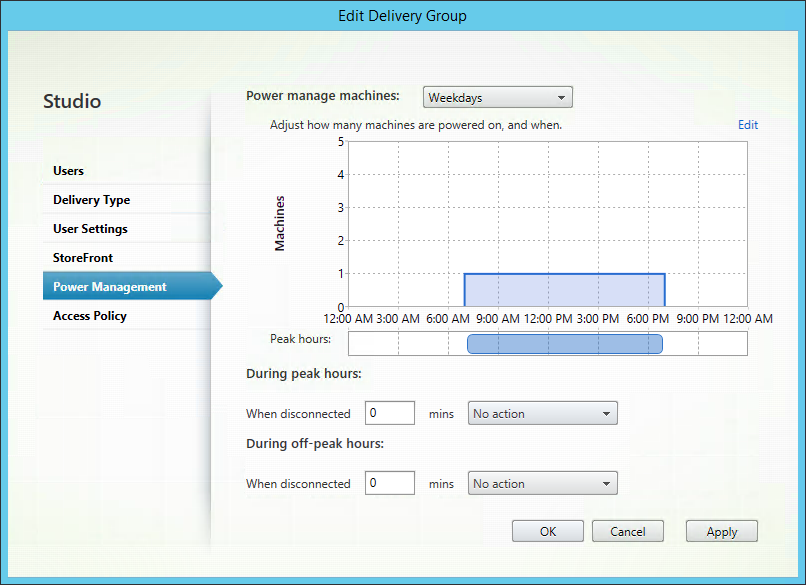 Edit Delivery Group
Studio
Users
Delivery Type
User Settings
StoreFront
Power Management
Access Policy
Power manage machines: Weekdays
Adjust how many machines are powered on, and when. Edit
Machines
5
4
3
2
1
0
12:00 AM 3:00 AM 6:00 AM 9:00 AM 12:00 PM 3:00 PM 6:00 PM 9:00 PM 12:00 AM
Peak hours:
During peak hours:
When disconnected 0 mins No action
During off-peak hours:
When disconnected 0 mins No action
OK Cancel Apply